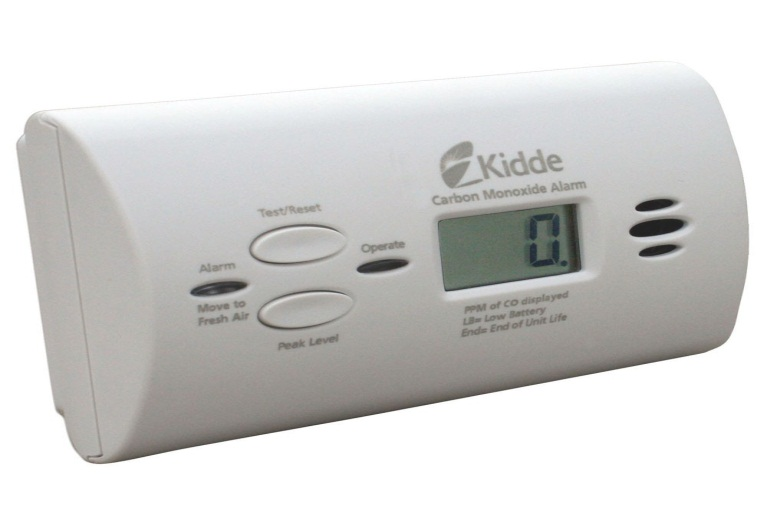 Kidde
Carbon Monoxide Alarm
Test/Reset
Operate
Alarm
Move to
Fresh Air
Peak Level
0.
PPM of CO displayed
LB= Low Battery
End= End of Unit Life